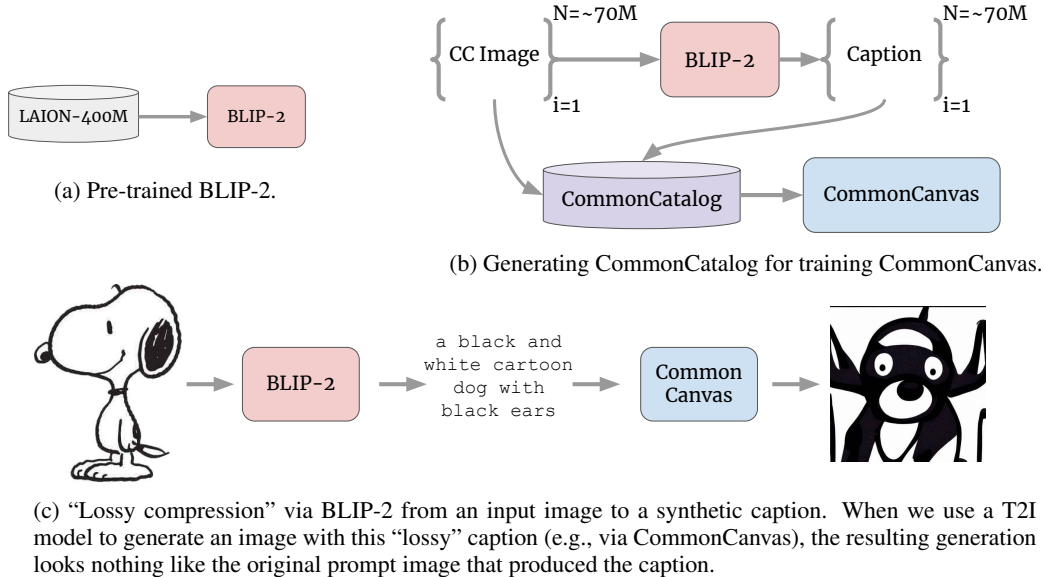 LAION-400M
BLIP-2
(a) Pre-trained BLIP-2.
CC Image
N=~70M
i=1
BLIP-2
Caption
N=~70M
i=1
CommonCatalog
CommonCanvas
(b) Generating CommonCatalog for training CommonCanvas.
BLIP-2
a black and
white cartoon
dog with
black ears
Common
Canvas
(c) “Lossy compression” via BLIP-2 from an input image to a synthetic caption. When we use a T2I
model to generate an image with this “lossy” caption (e.g., via CommonCanvas), the resulting generation
looks nothing like the original prompt image that produced the caption.